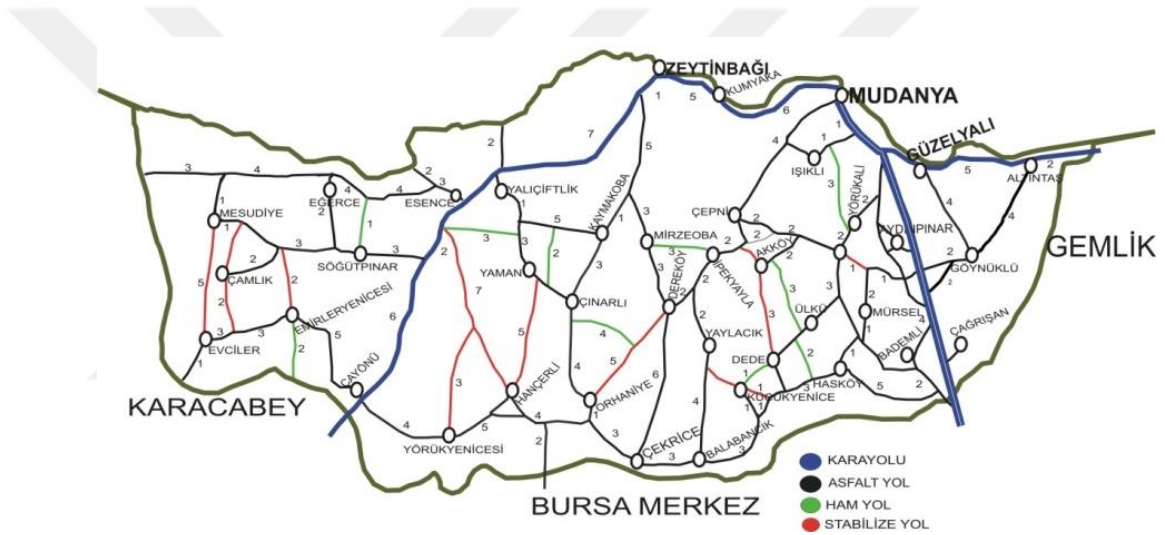 ZEYTİNBAĞI
KUMYAKA
MUDANYA
GÜZELYALI
ALTINTAŞ
IŞIKLI
YÖRÜKALİ
AYDINPINAR
GÖYNÜKLÜ
GEMLİK
MESUDİYE
EĞERCE
ESENCE
YALIÇİFTLİK
KAYMAKOBA
ÇEPNİ
MİRZEOBA
İPEKYAYLA
AKKÖY
SÖĞÜTPINAR
YAMAN
ÇAMLIK
ÇINARLI
DEREKÖY
ÜLKÜ
MÜRSEL
BADEMLİ
ÇAĞRIŞAN
EMİRLERYENİCESİ
EVCİLER
YAYLACIK
DEDE
HASKÖY
ÇAYÖNÜ
HANÇERLİ
ORHANİYE
KÜÇÜKYENİCE
KARACABEY
YÖRÜKYENİCESİ
ÇEKRİCE
BALABANCIK
BURSA MERKEZ
KARAYOLU
ASFALT YOL
HAM YOL
STABİLİZE YOL